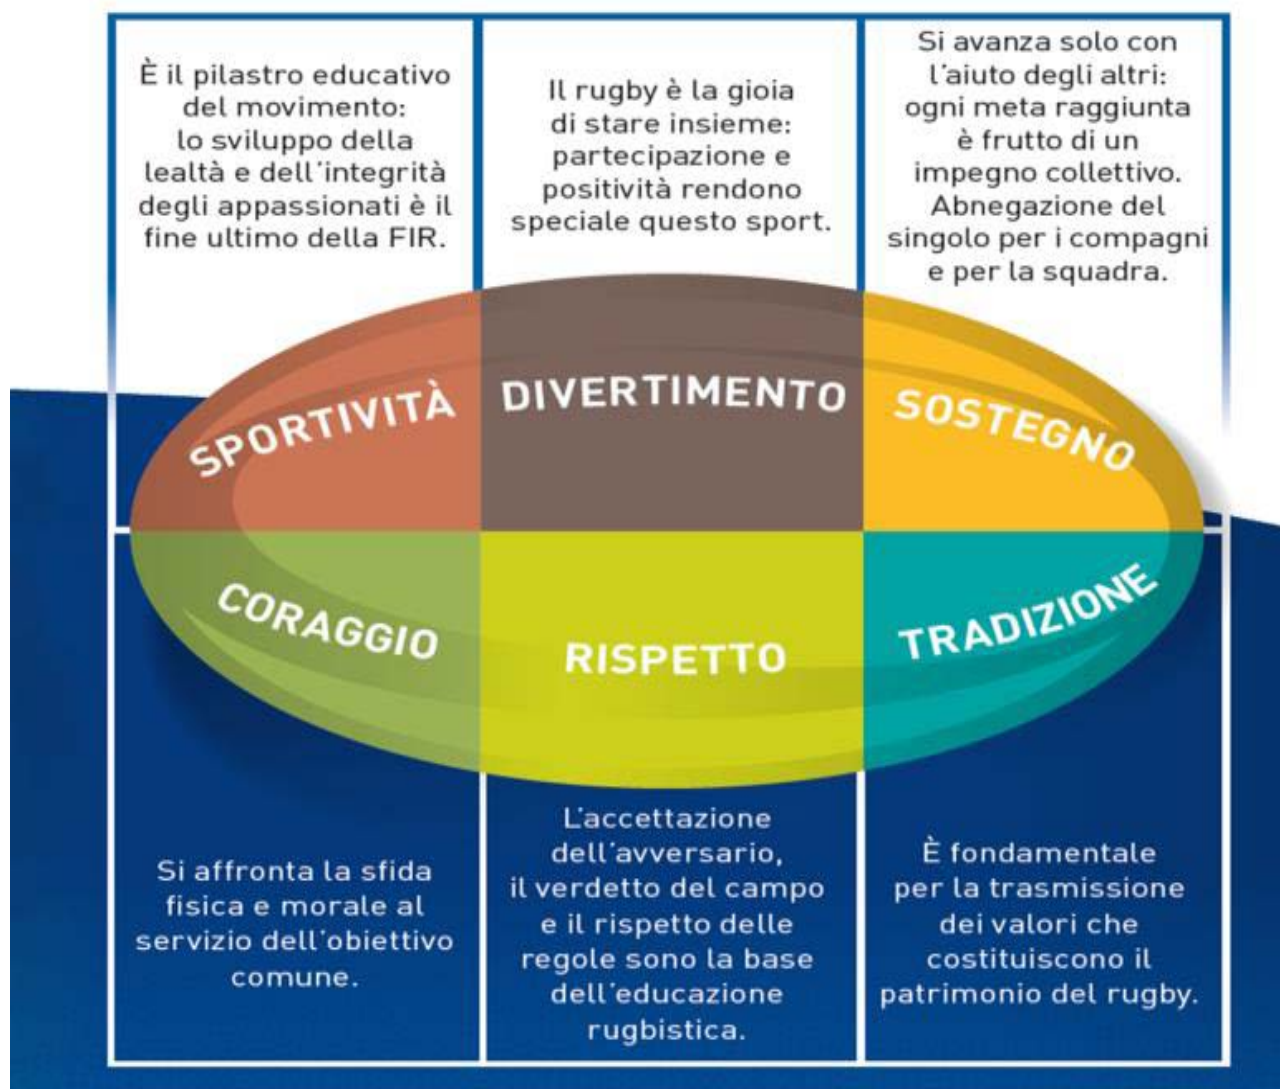 È il pilastro educativo
del movimento:
lo sviluppo della
lealtà e dell'integrità
degli appassionati è il
fine ultimo della FIR.
Il rugby è la gioia
di stare insieme:
partecipazione e
positività rendono
speciale questo sport.
Si avanza solo con
l'aiuto degli altri:
ogni meta raggiunta
è frutto di un
impegno collettivo.
Abnegazione del
singolo per i compagni
e per la squadra.
SPORTIVITÀ
DIVERTIMENTO
SOSTEGNO
CORAGGIO
RISPETTO
TRADIZIONE
Si affronta la sfida
fisica e morale al
servizio dell'obiettivo
comune.
L'accettazione
dell'avversario,
il verdetto del campo
e il rispetto delle
regole sono la base
dell'educazione
rugbistica.
È fondamentale
per la trasmissione
dei valori che
costituiscono il
patrimonio del rugby.